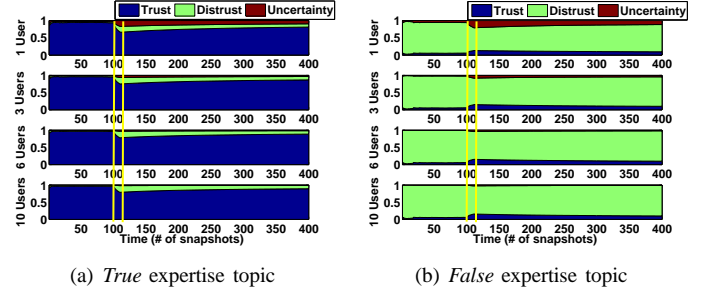 Trust Distrust Uncertainty
1 User
1
0.5
0
50 100 150 200 250 300 350 400
3 Users
1
0.5
0
50 100 150 200 250 300 350 400
6 Users
1
0.5
0
50 100 150 200 250 300 350 400
10 Users
1
0.5
0
50 100 150 200 250 300 350 400
Time (# of snapshots)
(a) True expertise topic
Trust Distrust Uncertainty
1 User
1
0.5
0
50 100 150 200 250 300 350 400
3 Users
1
0.5
0
50 100 150 200 250 300 350 400
6 Users
1
0.5
0
50 100 150 200 250 300 350 400
10 Users
1
0.5
0
50 100 150 200 250 300 350 400
Time (# of snapshots)
(b) False expertise topic